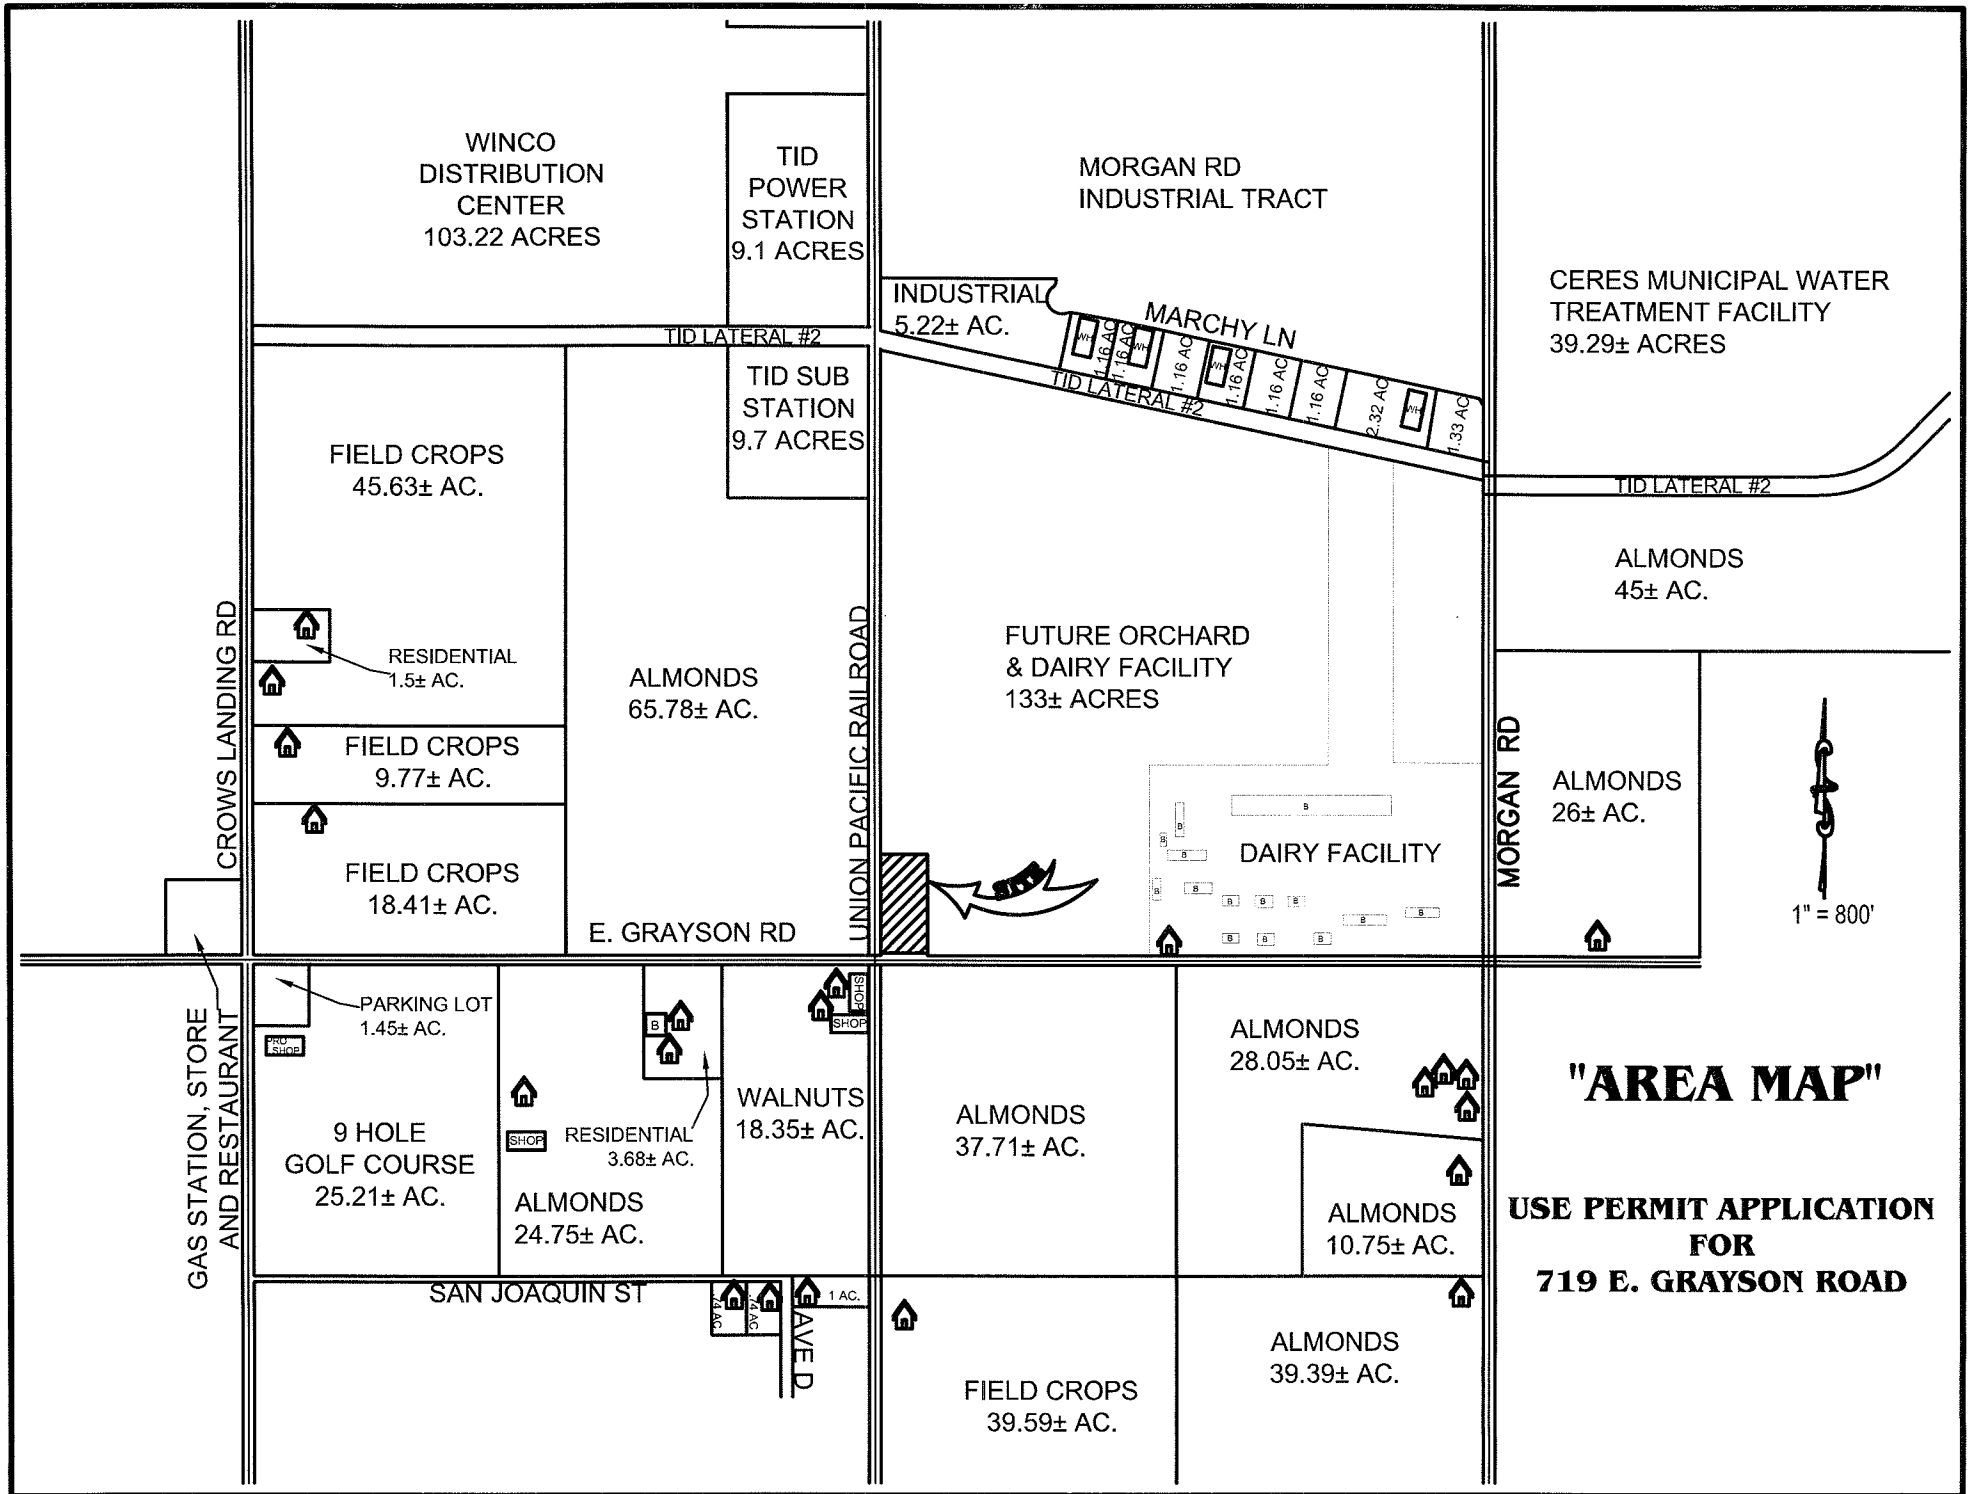 WINCO
DISTRIBUTION
CENTER
103.22 ACRES
TID
POWER
STATION
9.1 ACRES
MORGAN RD
INDUSTRIAL TRACT
CERES MUNICIPAL WATER
TREATMENT FACILITY
39.29± ACRES
INDUSTRIAL
5.22± AC.
MARCHY LN
WH
1.16 AC
1.16 AC
WH
1.16 AC
WH
1.16 AC
1.16 AC
1.16 AC
2.32 AC
WH
1.33 AC
TID LATERAL #2
TID LATERAL #2
TID LATERAL #2
TID SUB
STATION
9.7 ACRES
FIELD CROPS
45.63± AC.
ALMONDS
45± AC.
CROWS LANDING RD
RESIDENTIAL
1.5± AC.
ALMONDS
65.78± AC.
UNION PACIFIC RAILROAD
FUTURE ORCHARD
& DAIRY FACILITY
133± ACRES
MORGAN RD
FIELD CROPS
9.77± AC.
ALMONDS
26± AC.
B
B
B
B
DAIRY FACILITY
B
B
B
B
B
B
B
B
B
B
FIELD CROPS
18.41± AC.
SITE
1" = 800'
E. GRAYSON RD
GAS STATION, STORE
AND RESTAURANT
PARKING LOT
1.45± AC.
PRO
SHOP
B
SHOP
SHOP
9 HOLE
GOLF COURSE
25.21± AC.
SHOP
RESIDENTIAL
3.68± AC.
ALMONDS
24.75± AC.
WALNUTS
18.35± AC.
ALMONDS
37.71± AC.
ALMONDS
28.05± AC.
ALMONDS
10.75± AC.
"AREA MAP"
USE PERMIT APPLICATION
FOR
719 E. GRAYSON ROAD
SAN JOAQUIN ST
.74 AC
.74 AC
1 AC.
AVE D
FIELD CROPS
39.59± AC.
ALMONDS
39.39± AC.